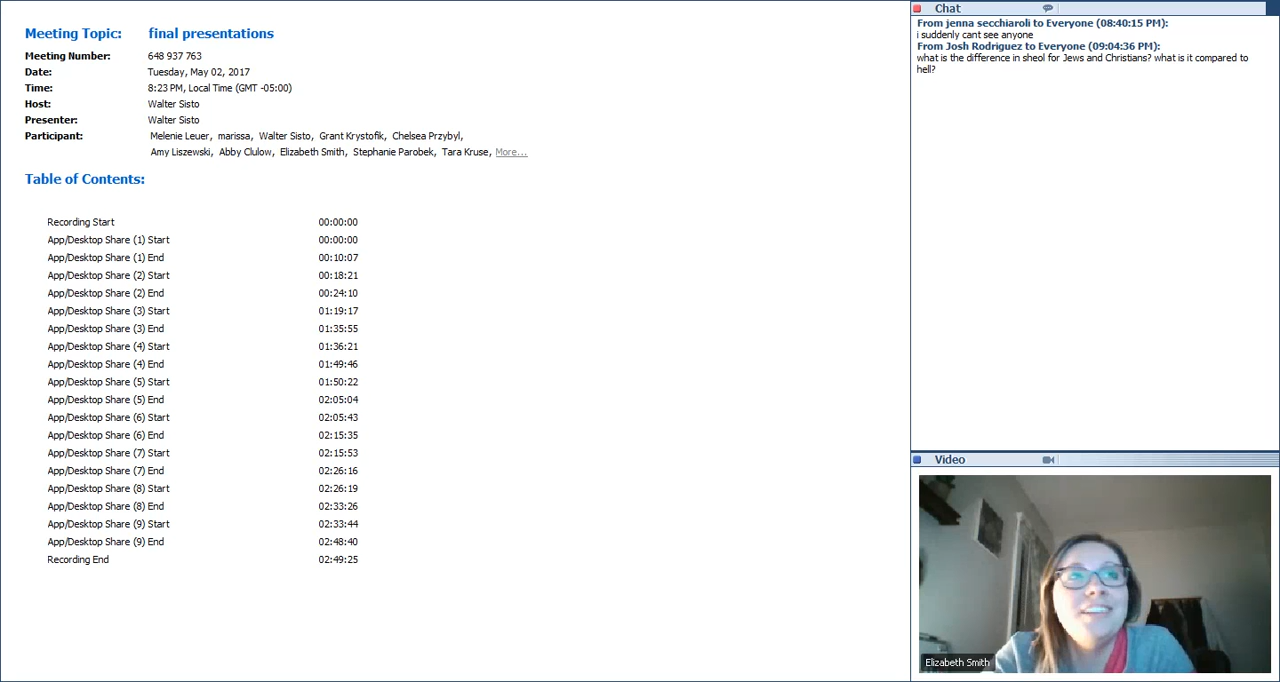 Meeting Topic: final presentations
Meeting Number: 648 937 763
Date: Tuesday, May 02, 2017
Time: 8:23 PM, Local Time (GMT -05:00)
Host: Walter Sisto
Presenter: Walter Sisto
Participant: Melenie Leuer, marissa, Walter Sisto, Grant Krystofik, Chelsea Przybyl,
Amy Liszewski, Abby Clulow, Elizabeth Smith, Stephanie Parobek, Tara Kruse, More...
Table of Contents:
Recording Start 00:00:00
App/Desktop Share (1) Start 00:00:00
App/Desktop Share (1) End 00:10:07
App/Desktop Share (2) Start 00:18:21
App/Desktop Share (2) End 00:24:10
App/Desktop Share (3) Start 01:19:17
App/Desktop Share (3) End 01:35:55
App/Desktop Share (4) Start 01:36:21
App/Desktop Share (4) End 01:49:46
App/Desktop Share (5) Start 01:50:22
App/Desktop Share (5) End 02:05:04
App/Desktop Share (6) Start 02:05:43
App/Desktop Share (6) End 02:15:35
App/Desktop Share (7) Start 02:15:53
App/Desktop Share (7) End 02:26:16
App/Desktop Share (8) Start 02:26:19
App/Desktop Share (8) End 02:33:26
App/Desktop Share (9) Start 02:33:44
App/Desktop Share (9) End 02:48:40
Recording End 02:49:25
Chat
From jenna secchiaroli to Everyone (08:40:15 PM):
i suddenly cant see anyone
From Josh Rodriguez to Everyone (09:04:36 PM):
what is the difference in sheol for Jews and Christians? what is it compared to
hell?
Video
Elizabeth Smith